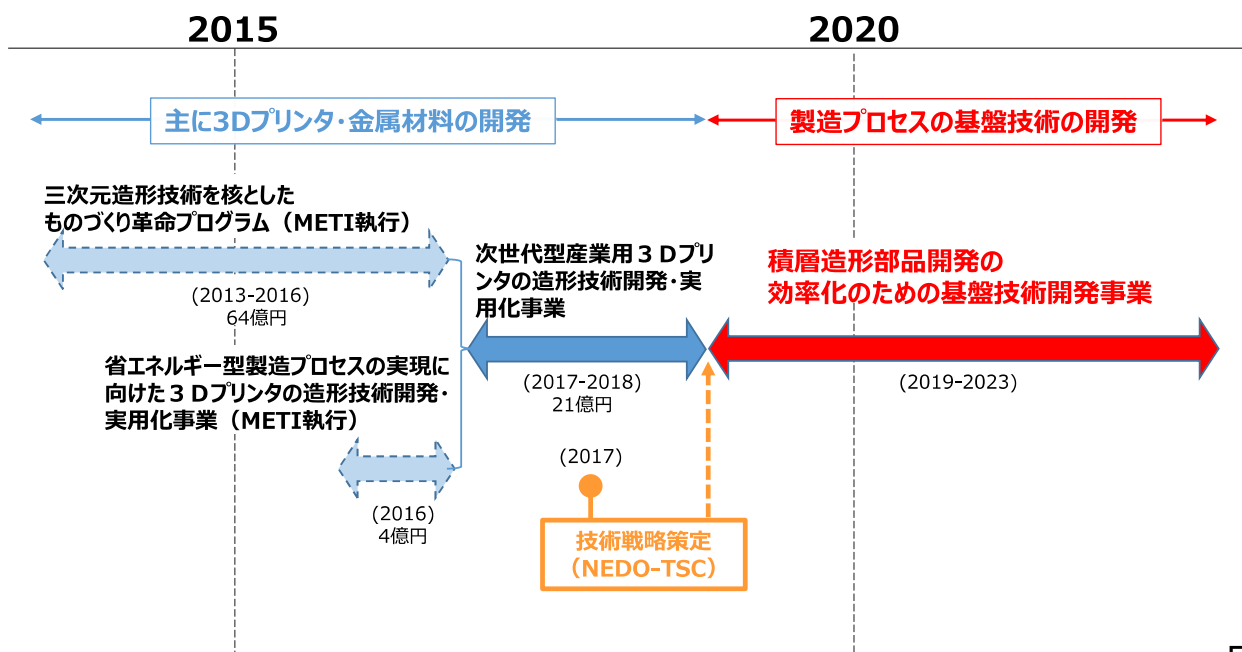 2015
2020
主に3Dプリンタ・金属材料の開発
製造プロセスの基盤技術の開発
三次元造形技術を核とした
ものづくり革命プログラム（METI執行）
(2013-2016)
64億円
省エネルギー型製造プロセスの実現に
向けた３Ｄプリンタの造形技術開発・
実用化事業（METI執行）
(2016)
4億円
次世代型産業用３Ｄプリ
ンタの造形技術開発・実
用化事業
(2017-2018)
21億円
(2017)
技術戦略策定
（NEDO-TSC）
積層造形部品開発の
効率化のための基盤技術開発事業
(2019-2023)